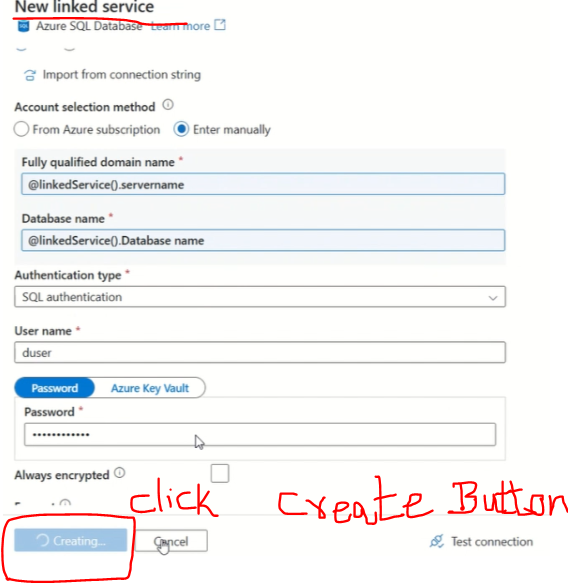 New linked service
Azure SQL Database Learn more
Import from connection string
Account selection method
From Azure subscription Enter manually
Fully qualified domain name *
@linkedService().servername
Database name *
@linkedService().Database name
Authentication type *
SQL authentication
User name *
duser
Password Azure Key Vault
Password *
••••••••••••
Always encrypted
click create Button
Creating... Cancel Test connection